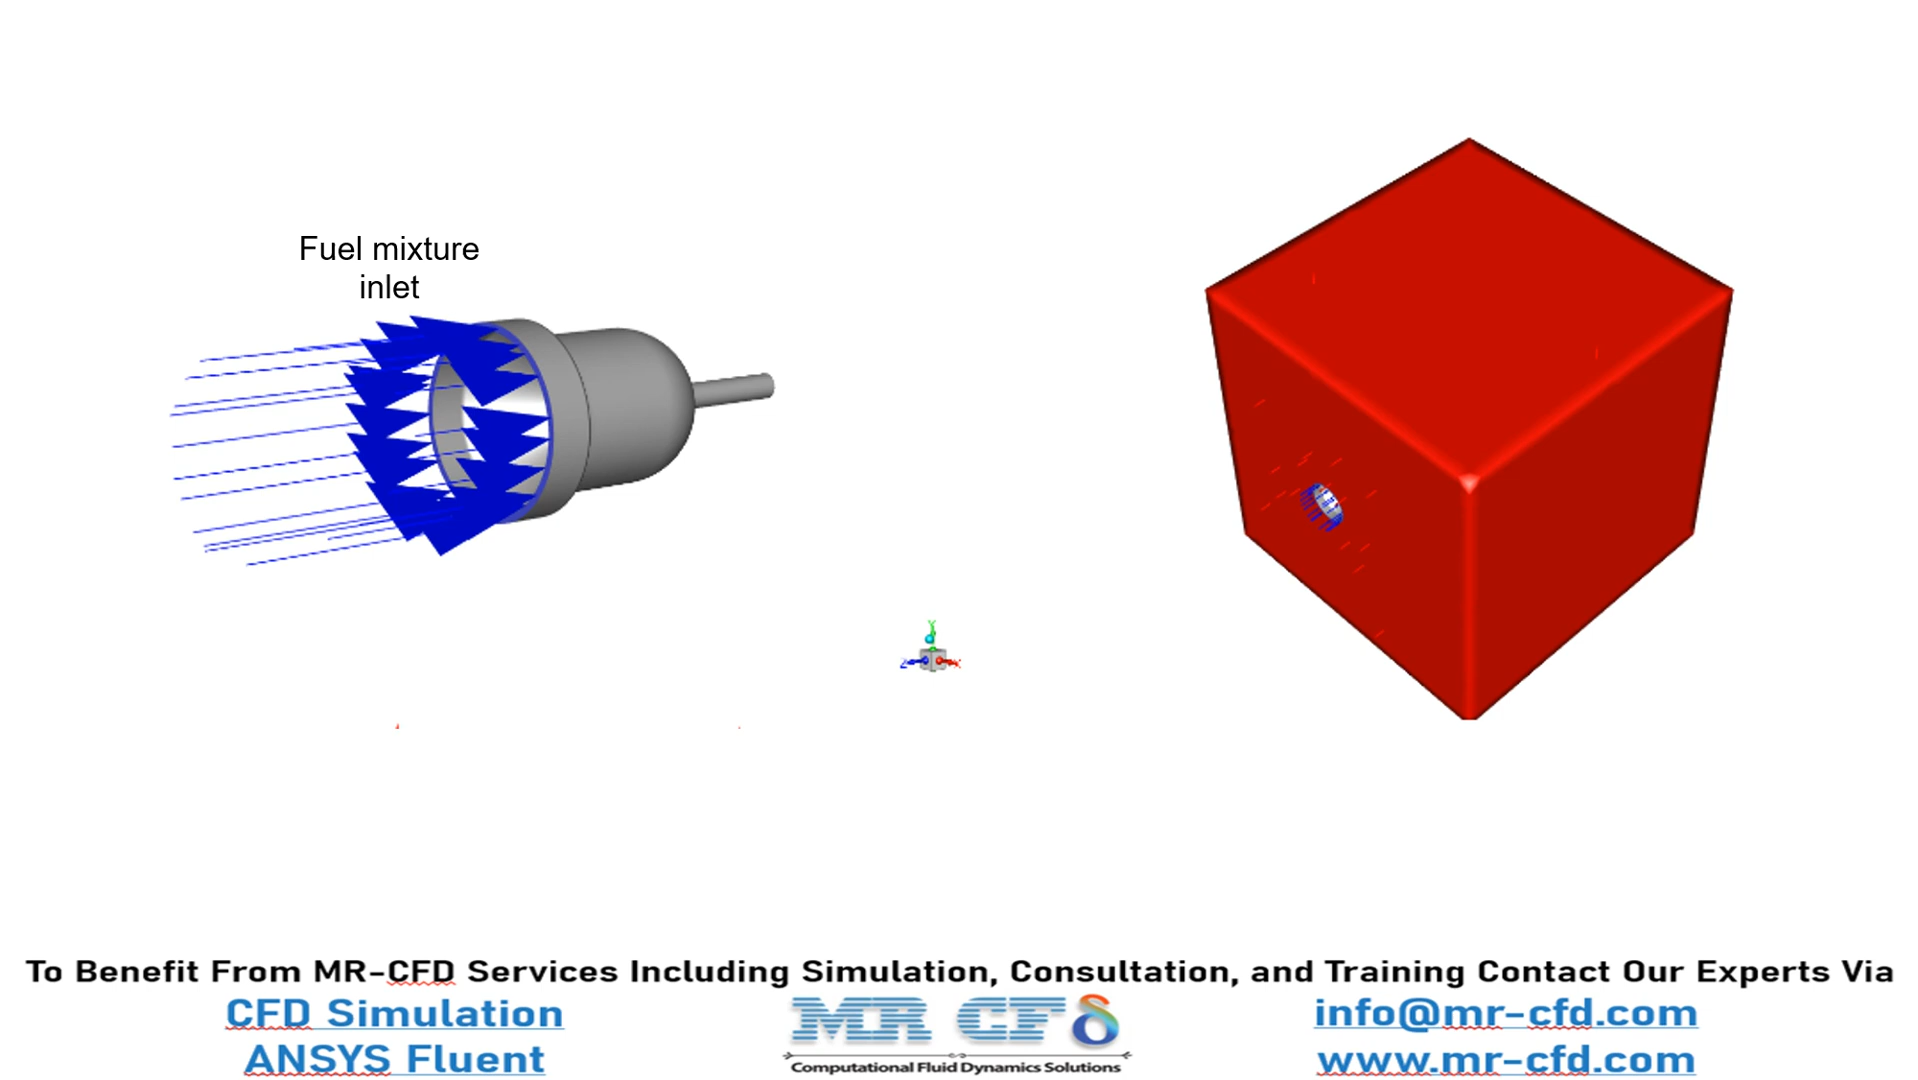 Fuel mixture
inlet
Y
Z
X
To Benefit From MR-CFD Services Including Simulation, Consultation, and Training Contact Our Experts Via
CFD Simulation
MR CFδ
info@mr-cfd.com
ANSYS Fluent
Computational Fluid Dynamics Solutions
www.mr-cfd.com